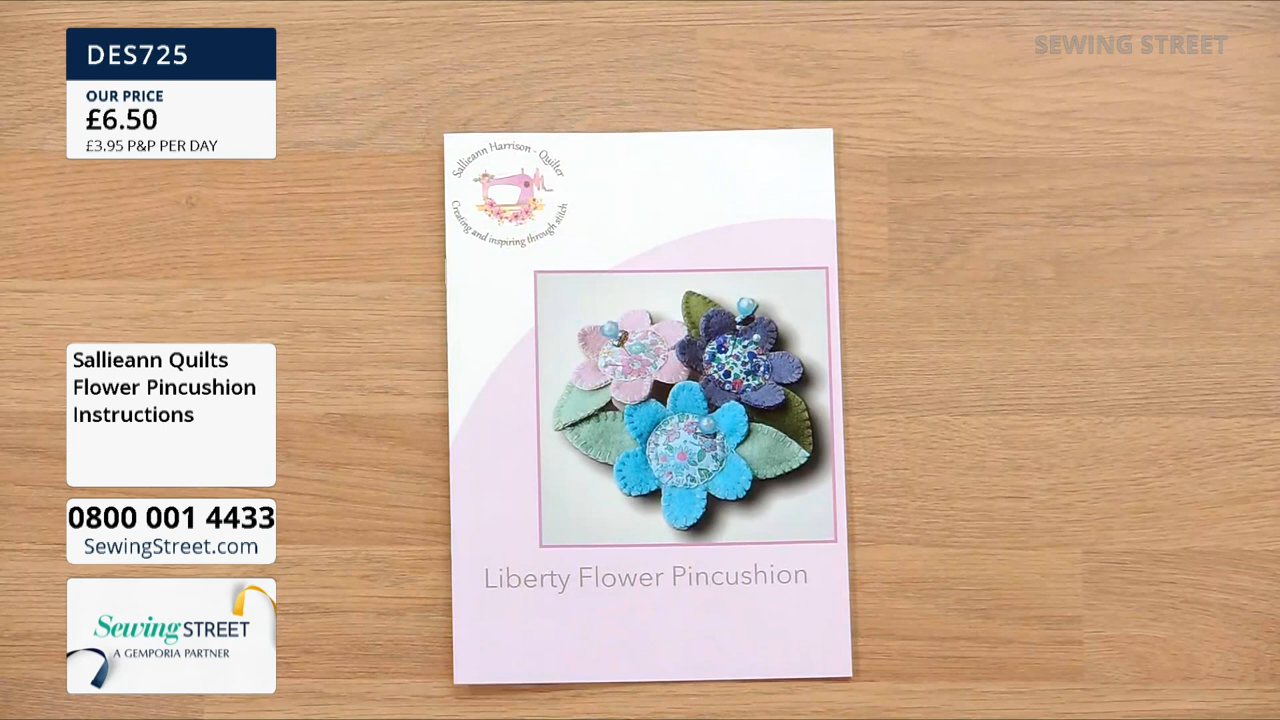 DES725
OUR PRICE
£6.50
£3.95 P&P PER DAY
SEWING STREET
Sallieann Harrison - Quilter
Creating and inspiring through stitch
Liberty Flower Pincushion
Sallieann Quilts
Flower Pincushion
Instructions
0800 001 4433
SewingStreet.com
Sewing STREET
A GEMPORIA PARTNER